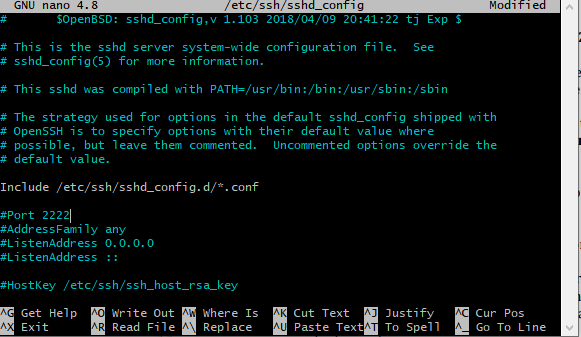 GNU nano 4.8 /etc/ssh/sshd_config Modified
# $OpenBSD: sshd_config,v 1.103 2018/04/09 20:41:22 tj Exp $
# This is the sshd server system-wide configuration file.  See
# sshd_config(5) for more information.
# This sshd was compiled with PATH=/usr/bin:/bin:/usr/sbin:/sbin
# The strategy used for options in the default sshd_config shipped with
# OpenSSH is to specify options with their default value where
# possible, but leave them commented.  Uncommented options override the
# default value.
Include /etc/ssh/sshd_config.d/*.conf
#Port 2222
#AddressFamily any
#ListenAddress 0.0.0.0
#ListenAddress ::
#HostKey /etc/ssh/ssh_host_rsa_key
^G Get Help ^O Write Out ^W Where Is ^K Cut Text ^J Justify ^C Cur Pos
^X Exit ^R Read File ^\ Replace ^U Paste Text ^T To Spell ^_ Go To Line